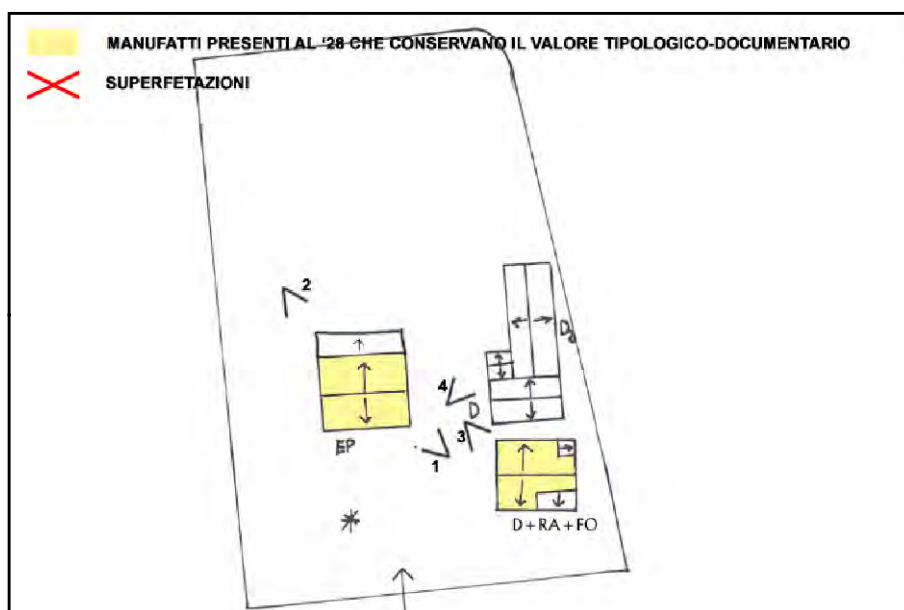 MANUFATTI PRESENTI AL '28 CHE CONSERVANO IL VALORE TIPOLOGICO-DOCUMENTARIO
SUPERFETAZIONI
2
4
D
3
1
EP
D+RA+FO